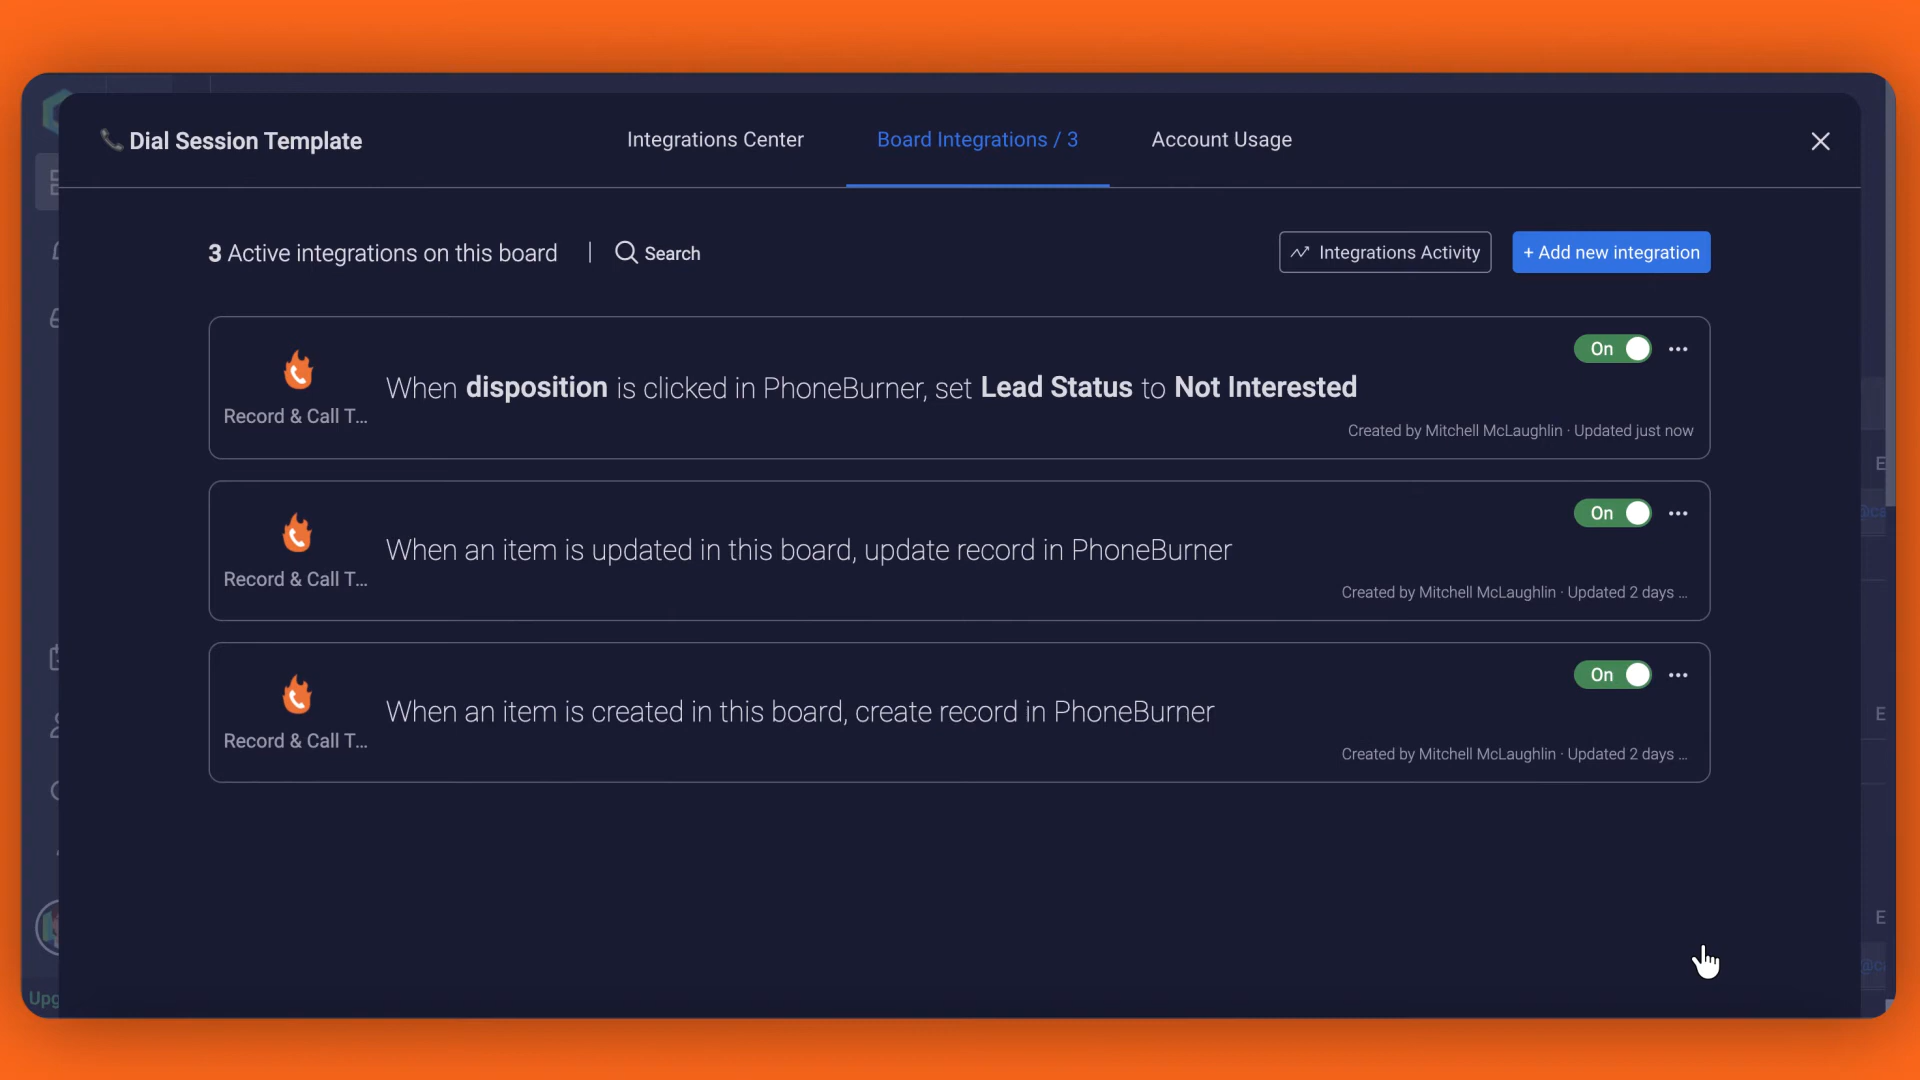 Dial Session Template
Integrations Center
Board Integrations / 3
Account Usage
3 Active integrations on this board
Search
Integrations Activity
+ Add new integration
On
When disposition is clicked in PhoneBurner, set Lead Status to Not Interested
Record & Call T...
Created by Mitchell McLaughlin · Updated just now
On
When an item is updated in this board, update record in PhoneBurner
Record & Call T...
Created by Mitchell McLaughlin · Updated 2 days ...
On
When an item is created in this board, create record in PhoneBurner
Record & Call T...
Created by Mitchell McLaughlin · Updated 2 days ...